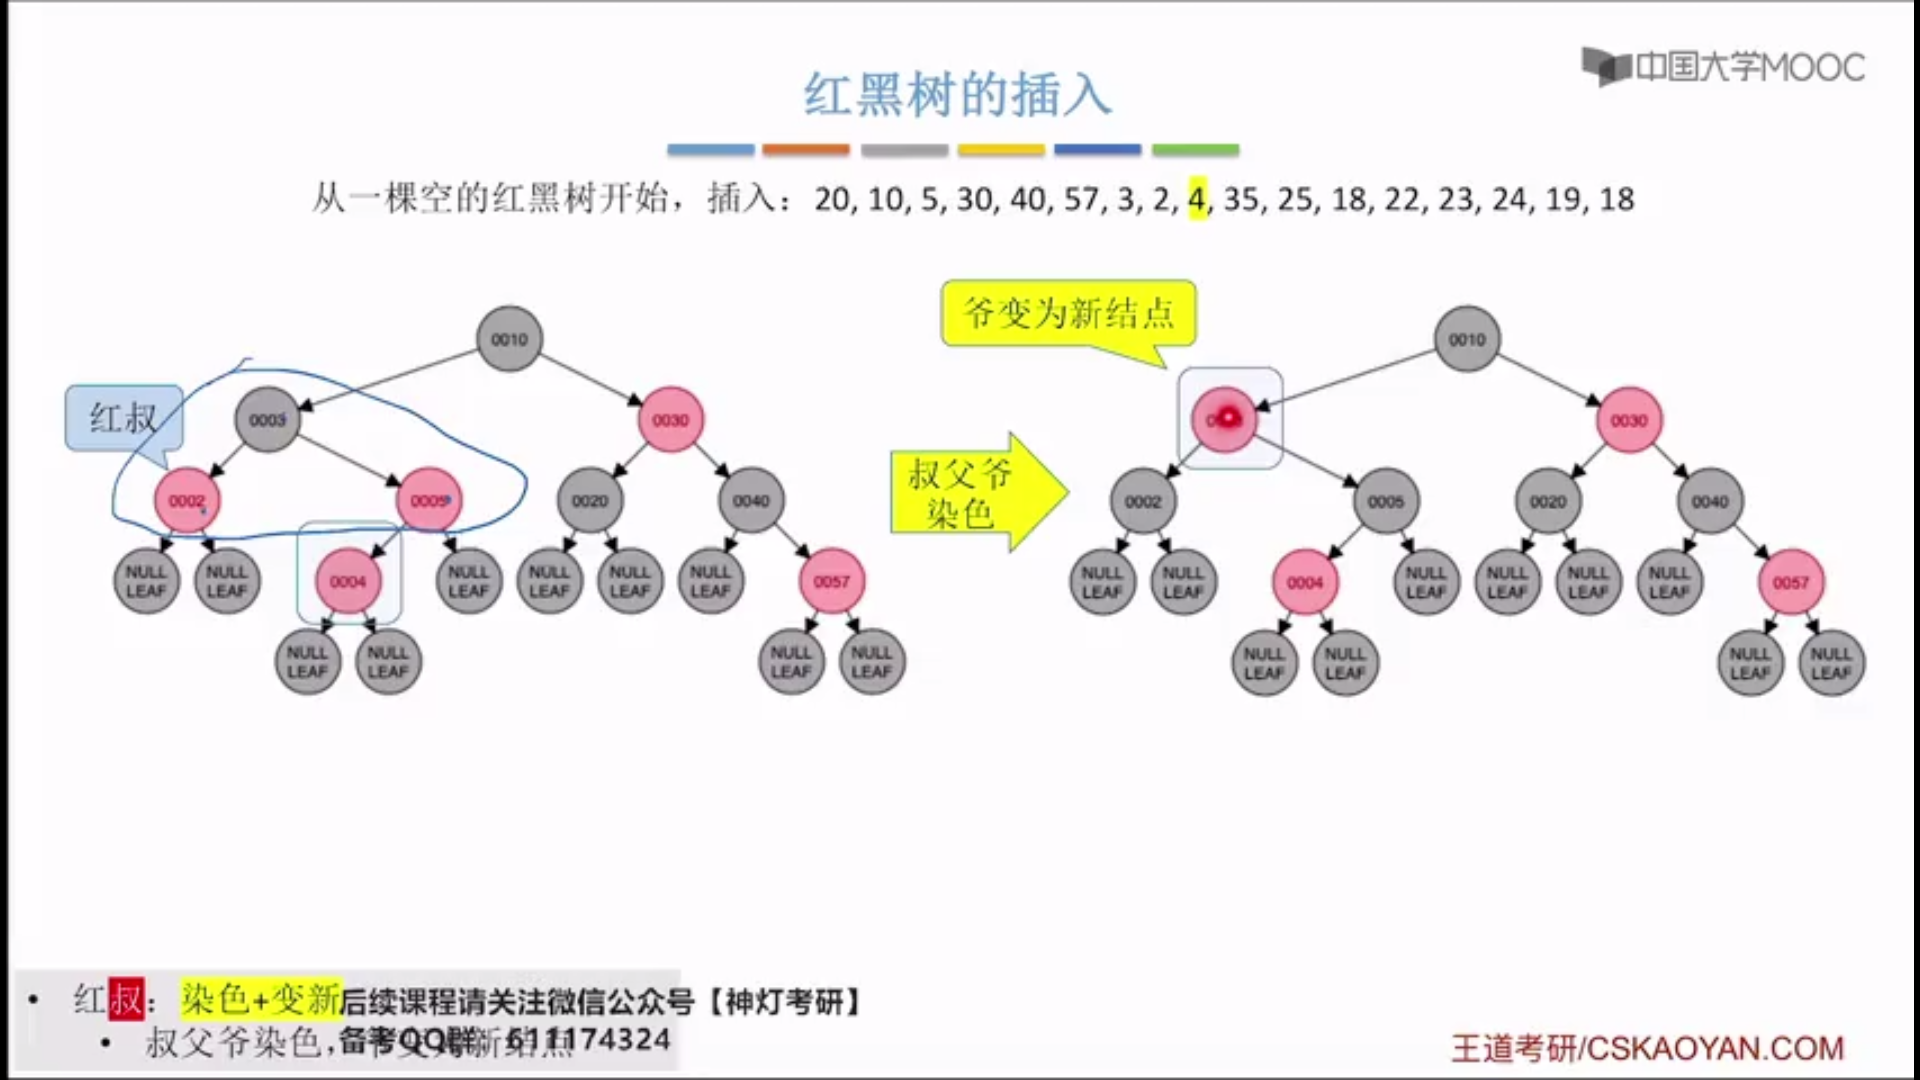 中国大学MOOC
红黑树的插入
从一棵空的红黑树开始，插入：20, 10, 5, 30, 40, 57, 3, 2, 4, 35, 25, 18, 22, 23, 24, 19, 18
爷变为新结点
0010
0010
红叔
0003
0030
0030
叔父爷
染色
0002
0005
0020
0040
0002
0005
0020
0040
NULL LEAF
NULL LEAF
0004
NULL LEAF
NULL LEAF
NULL LEAF
NULL LEAF
0057
NULL LEAF
NULL LEAF
0004
NULL LEAF
NULL LEAF
NULL LEAF
NULL LEAF
0057
NULL LEAF
NULL LEAF
NULL LEAF
NULL LEAF
NULL LEAF
NULL LEAF
NULL LEAF
NULL LEAF
• 红叔：染色+变新
后续课程请关注微信公众号【神灯考研】
• 叔父爷染色，
备考QQ群：611174324
王道考研/CSKAOYAN.COM